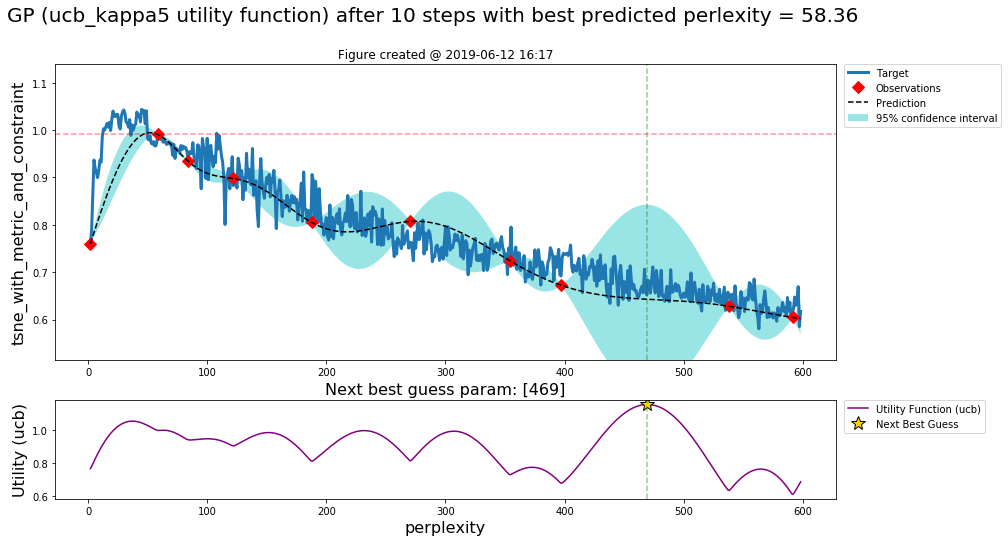 GP (ucb_kappa5 utility function) after 10 steps with best predicted perlexity = 58.36
Figure created @ 2019-06-12 16:17
tsne_with_metric_and_constraint
1.1
1.0
0.9
0.8
0.7
0.6
0
100
200
300
400
500
600
Target
Observations
Prediction
95% confidence interval
Next best guess param: [469]
Utility (ucb)
1.0
0.8
0.6
0
100
200
300
400
500
600
perplexity
Utility Function (ucb)
Next Best Guess